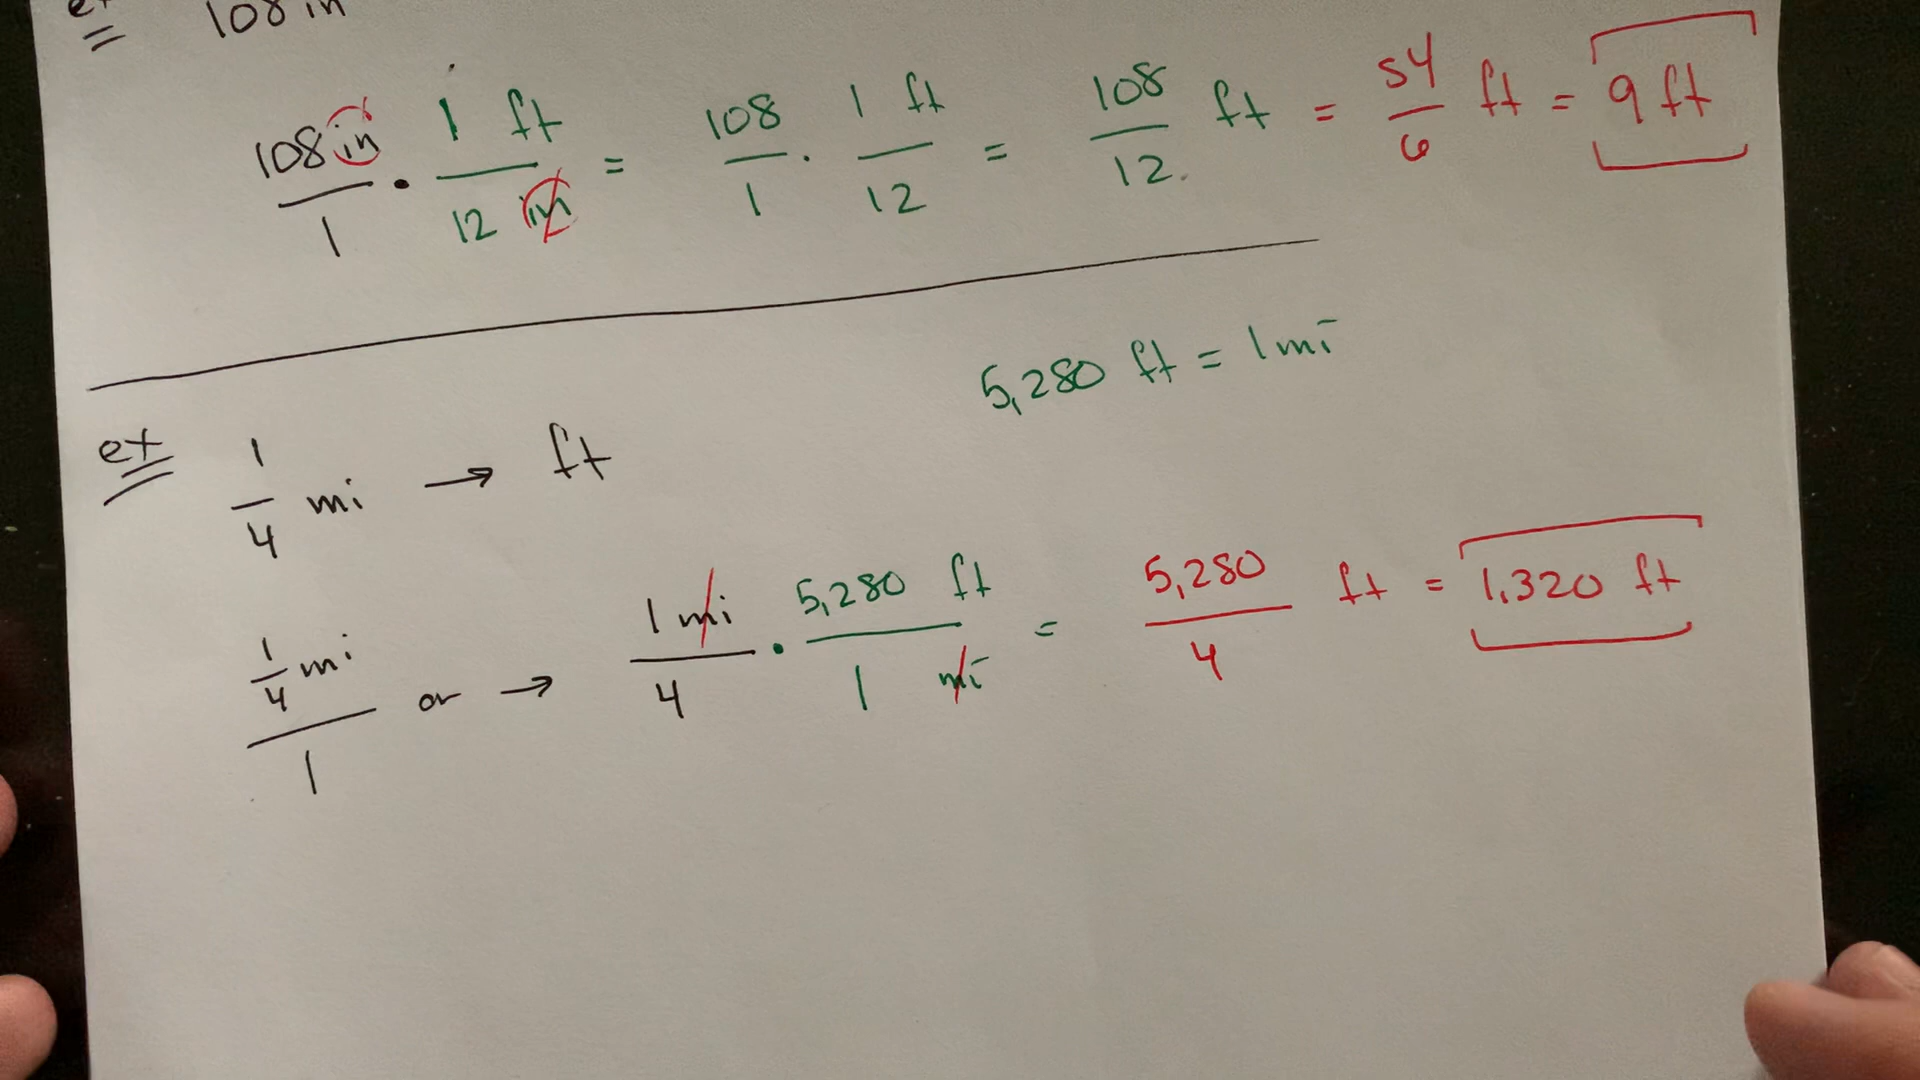 ex 108 in
108 in / 1 · 1 ft / 12 in = 108 / 1 · 1 ft / 12 = 108 / 12 ft = 54 / 6 ft = 9 ft
5,280 ft = 1 mi
ex 1/4 mi → ft
1/4 mi / 1 or → 1 mi / 4 · 5,280 ft / 1 mi = 5,280 / 4 ft = 1,320 ft